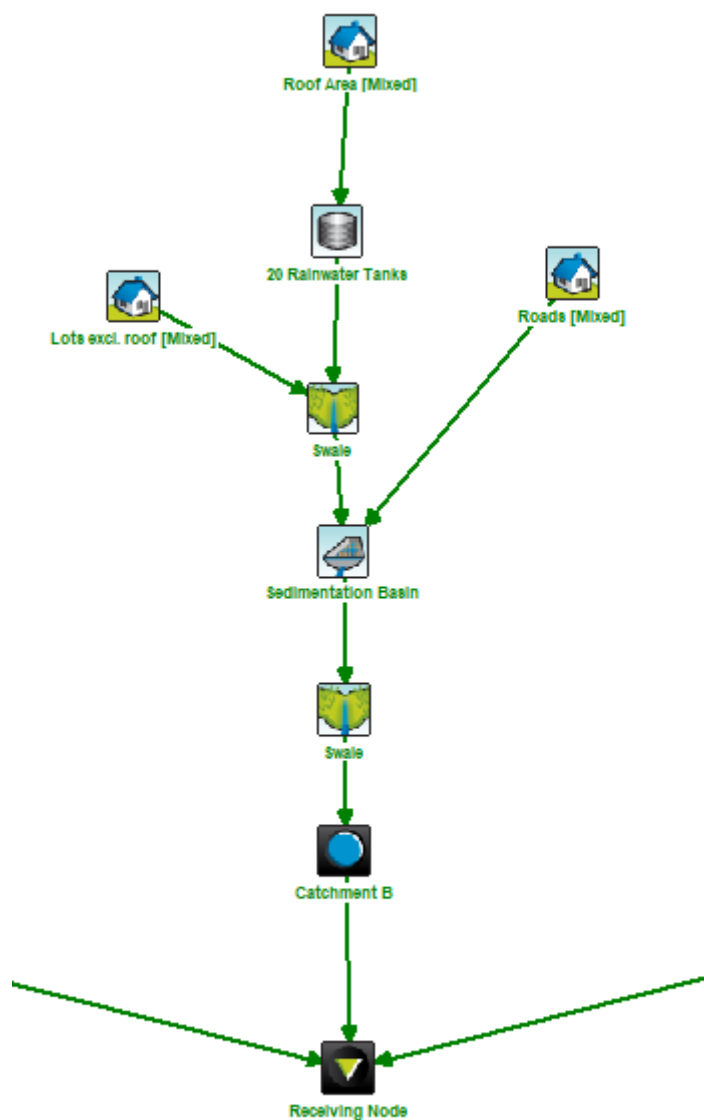 Roof Area [Mixed]
20 Rainwater Tanks
Lots excl. roof [Mixed]
Roads [Mixed]
Swale
Sedimentation Basin
Swale
Catchment B
Receiving Node